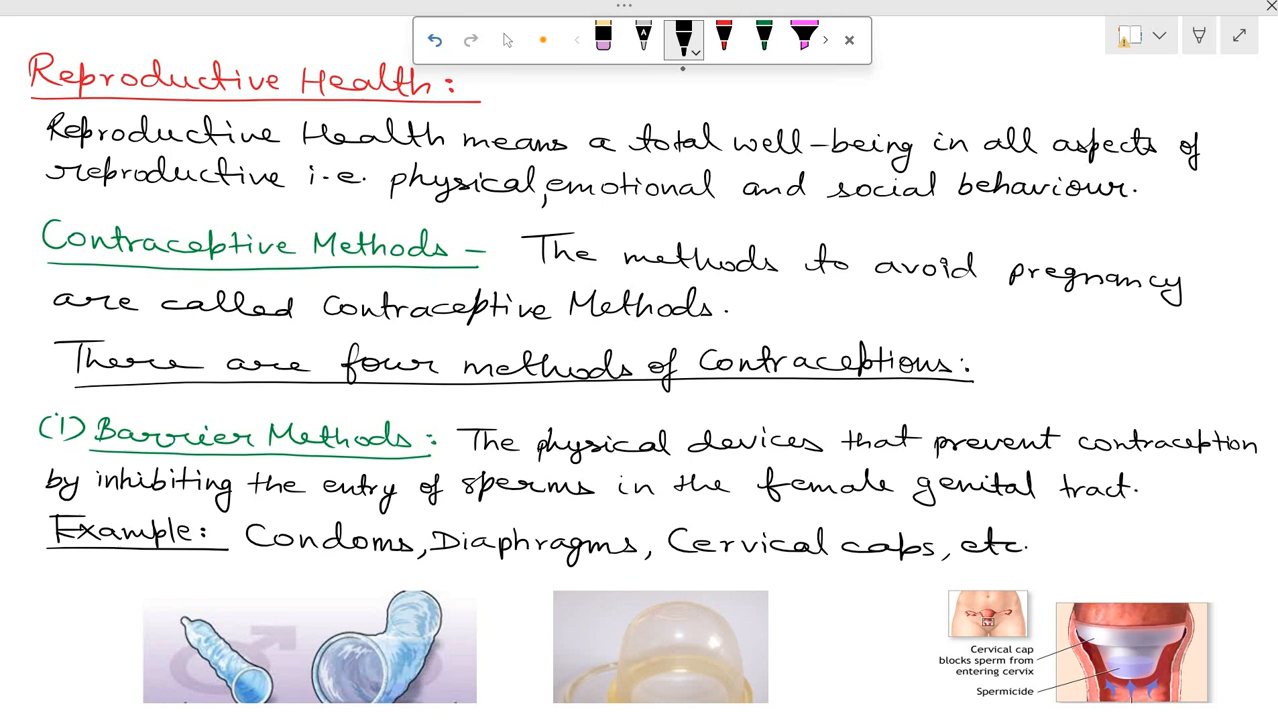 Reproductive Health:
Reproductive Health means a total well-being in all aspects of
reproductive i.e. physical, emotional and social behaviour.
Contraceptive Methods - The methods to avoid pregnancy
are called Contraceptive Methods.
There are four methods of Contraceptions:
(i) Barrier Methods: The physical devices that prevent contraception
by inhibiting the entry of sperms in the female genital tract.
Example: Condoms, Diaphragms, Cervical caps, etc.
Cervical cap
blocks sperm from
entering cervix
Spermicide